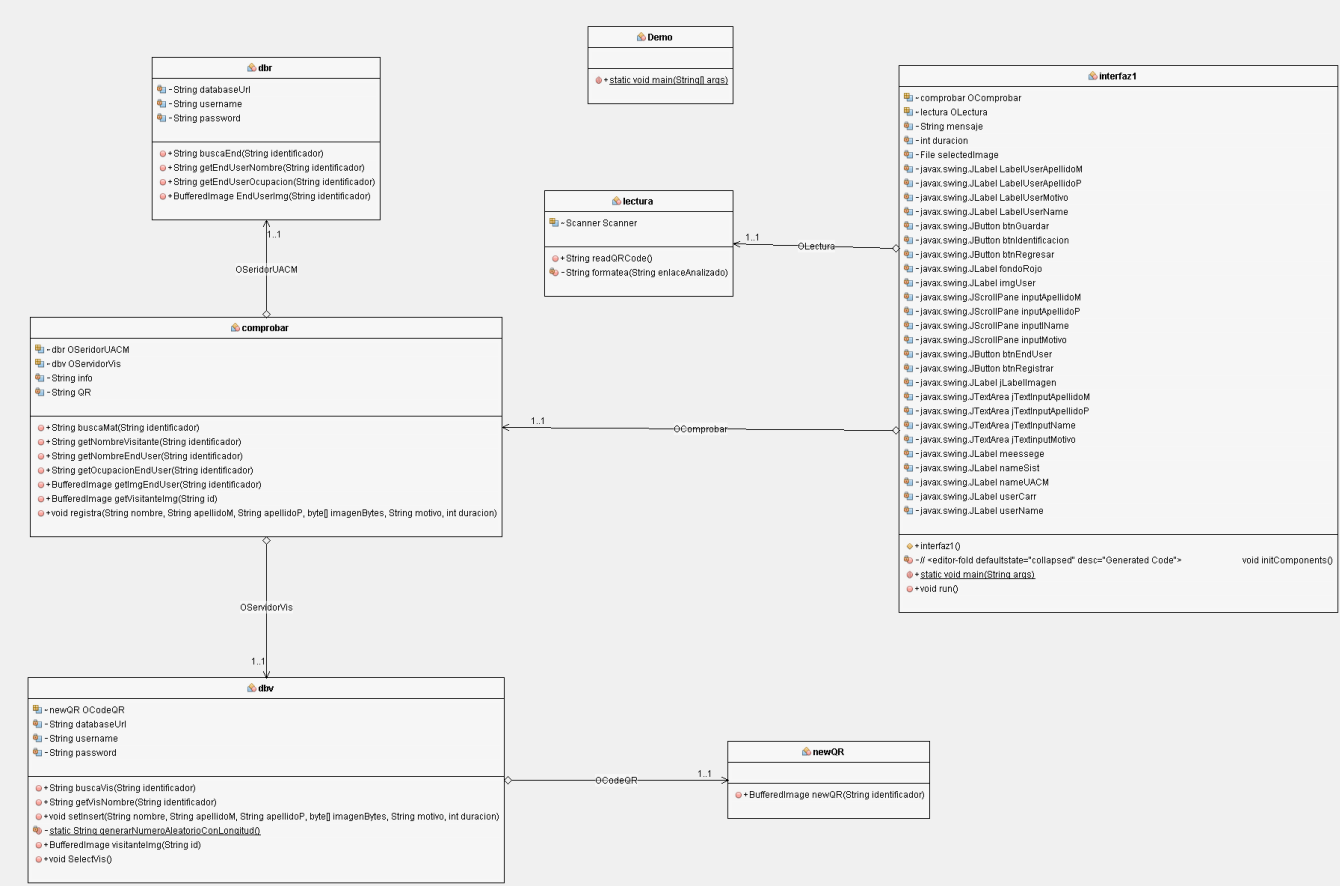 Demo
+static void main(String[] args)
dbr
-String databaseUrl
-String username
-String password
+String buscaEnd(String identificador)
+String getEndUserNombre(String identificador)
+String getEndUserOcupacion(String identificador)
+BufferedImage EndUserImg(String identificador)
1..1
OSeridorUACM
interfaz1
~comprobar OComprobar
~lectura OLectura
-String mensaje
-int duracion
-File selectedImage
-javax.swing.JLabel LabelUserApellidoM
-javax.swing.JLabel LabelUserApellidoP
-javax.swing.JLabel LabelUserMotivo
-javax.swing.JLabel LabelUserName
-javax.swing.JButton btnGuardar
-javax.swing.JButton btnIdentificacion
-javax.swing.JButton btnRegresar
-javax.swing.JLabel fondoRojo
-javax.swing.JLabel imgUser
-javax.swing.JScrollPane inputApellidoM
-javax.swing.JScrollPane inputApellidoP
-javax.swing.JScrollPane inputlName
-javax.swing.JScrollPane inputMotivo
-javax.swing.JButton btnEndUser
-javax.swing.JButton btnRegistrar
-javax.swing.JLabel jLabelImagen
-javax.swing.JTextArea jTextInputApellidoM
-javax.swing.JTextArea jTextInputApellidoP
-javax.swing.JTextArea jTextInputName
-javax.swing.JTextArea jTextinputMotivo
-javax.swing.JLabel meessege
-javax.swing.JLabel nameSist
-javax.swing.JLabel nameUACM
-javax.swing.JLabel userCarr
-javax.swing.JLabel userName
+interfaz1()
-// <editor-fold defaultstate="collapsed" desc="Generated Code"> void initComponents()
+static void main(String args)
+void run()
lectura
~Scanner Scanner
+String readQRCode()
-String formatea(String enlaceAnalizado)
1..1
OLectura
comprobar
~dbr OSeridorUACM
~dbv OServidorVis
-String info
-String QR
+String buscaMat(String identificador)
+String getNombreVisitante(String identificador)
+String getNombreEndUser(String identificador)
+String getOcupacionEndUser(String identificador)
+BufferedImage getImgEndUser(String identificador)
+BufferedImage getVisitanteImg(String id)
+void registra(String nombre, String apellidoM, String apellidoP, byte[] imagenBytes, String motivo, int duracion)
1..1
OComprobar
OServidorVis
1..1
dbv
~newQR OCodeQR
-String databaseUrl
-String username
-String password
+String buscaVis(String identificador)
+String getVisNombre(String identificador)
+void setInsert(String nombre, String apellidoM, String apellidoP, byte[] imagenBytes, String motivo, int duracion)
-static String generarNumeroAleatorioConLongitud()
+BufferedImage visitanteImg(String id)
+void SelectVis()
OCodeQR
1..1
newQR
+BufferedImage newQR(String identificador)